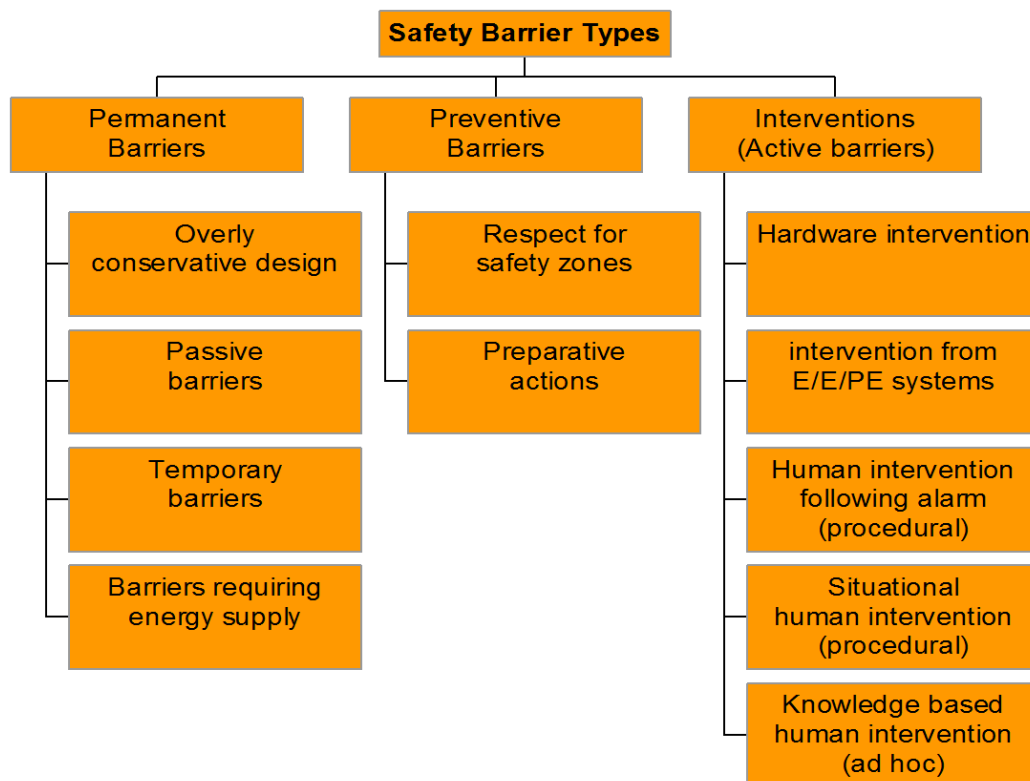 Safety Barrier Types
Permanent
Barriers
Preventive
Barriers
Interventions
(Active barriers)
Overly
conservative design
Passive
barriers
Temporary
barriers
Barriers requiring
energy supply
Respect for
safety zones
Preparative
actions
Hardware intervention
intervention from
E/E/PE systems
Human intervention
following alarm
(procedural)
Situational
human intervention
(procedural)
Knowledge based
human intervention
(ad hoc)